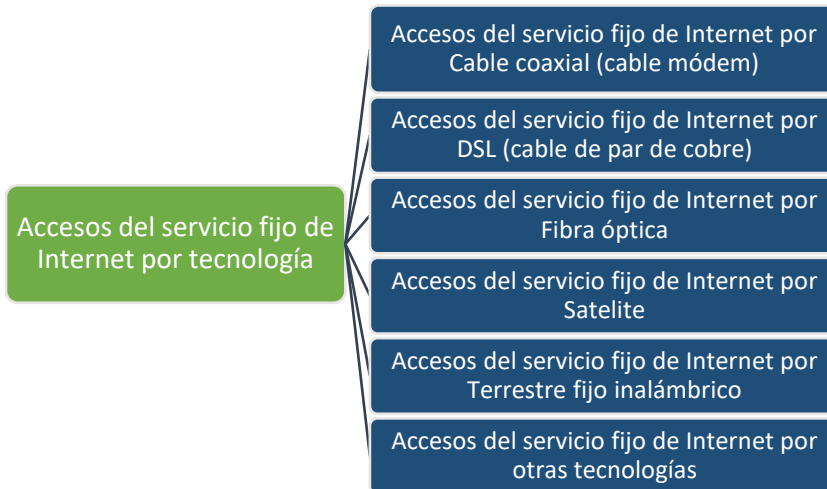 Accesos del servicio fijo de Internet por
Cable coaxial (cable módem)
Accesos del servicio fijo de Internet por
DSL (cable de par de cobre)
Accesos del servicio fijo de
Internet por tecnología
Accesos del servicio fijo de Internet por
Fibra óptica
Accesos del servicio fijo de Internet por
Satelite
Accesos del servicio fijo de Internet por
Terrestre fijo inalámbrico
Accesos del servicio fijo de Internet por
otras tecnologías